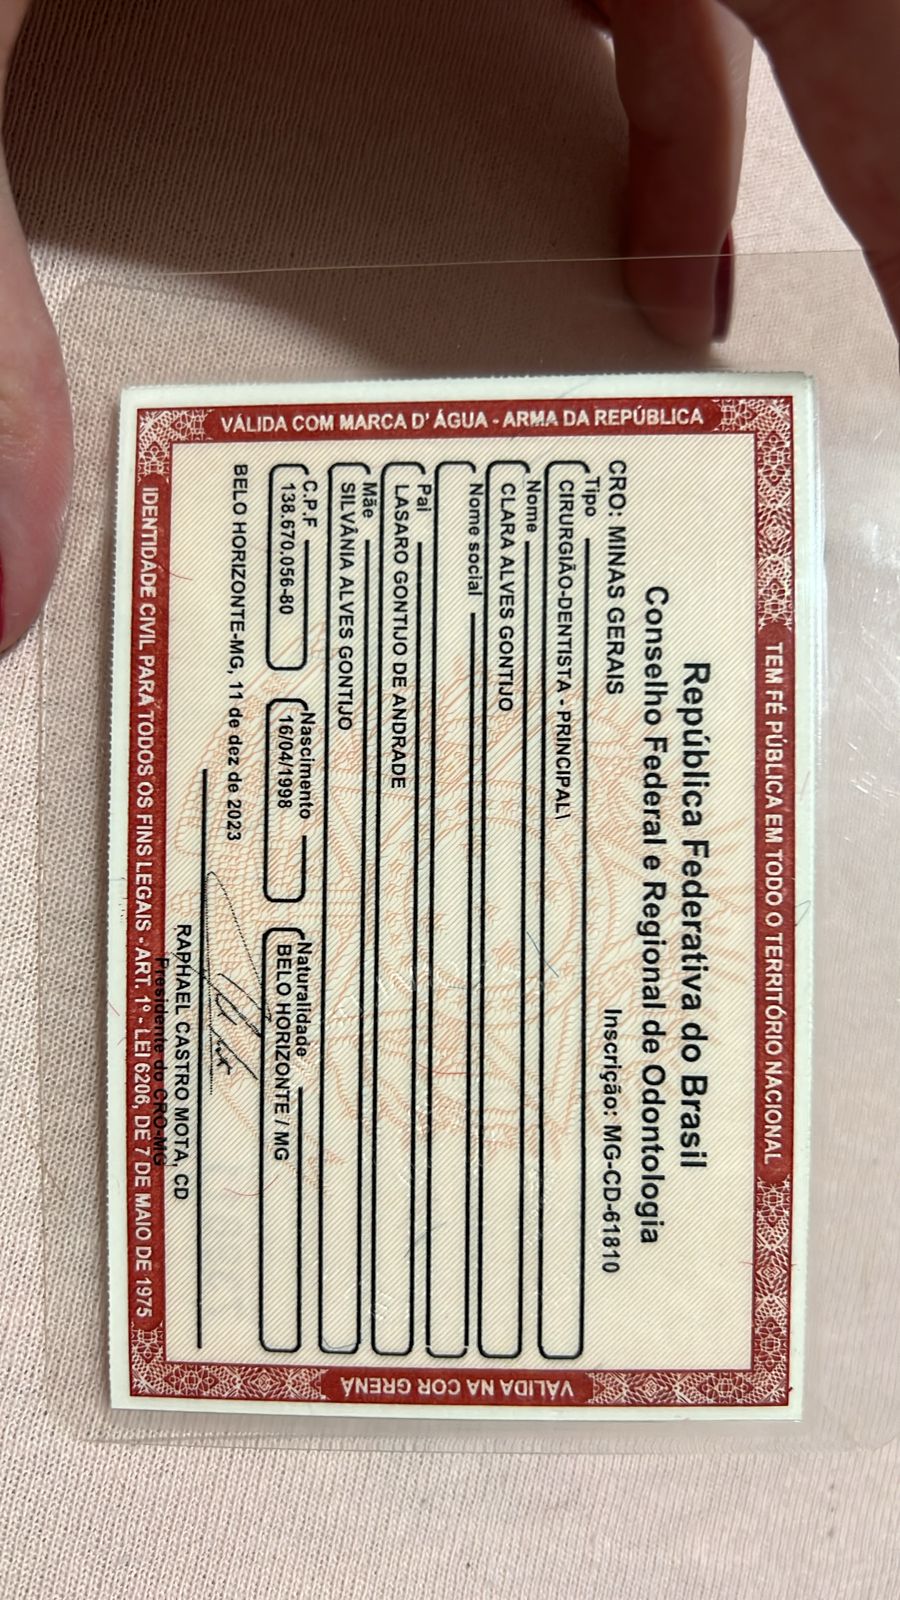 TEM FÉ PÚBLICA EM TODO O TERRITÓRIO NACIONAL
VÁLIDA COM MARCA D' ÁGUA - ARMA DA REPÚBLICA
República Federativa do Brasil
Conselho Federal e Regional de Odontologia
CRO: MINAS GERAIS Inscrição: MG-CD-61810
Tipo
CIRURGIÃO-DENTISTA - PRINCIPAL\
Nome
CLARA ALVES GONTIJO
Nome social
Pai
LASARO GONTIJO DE ANDRADE
Mãe
SILVÂNIA ALVES GONTIJO
C.P.F Nascimento Naturalidade
138.670.056-80 16/04/1998 BELO HORIZONTE / MG
BELO HORIZONTE-MG, 11 de dez de 2023
RAPHAEL CASTRO MOTA, CD
Presidente do CRO-MG
VÁLIDA NA COR GRENÁ
IDENTIDADE CIVIL PARA TODOS OS FINS LEGAIS - ART. 1º - LEI 6206, DE 7 DE MAIO DE 1975